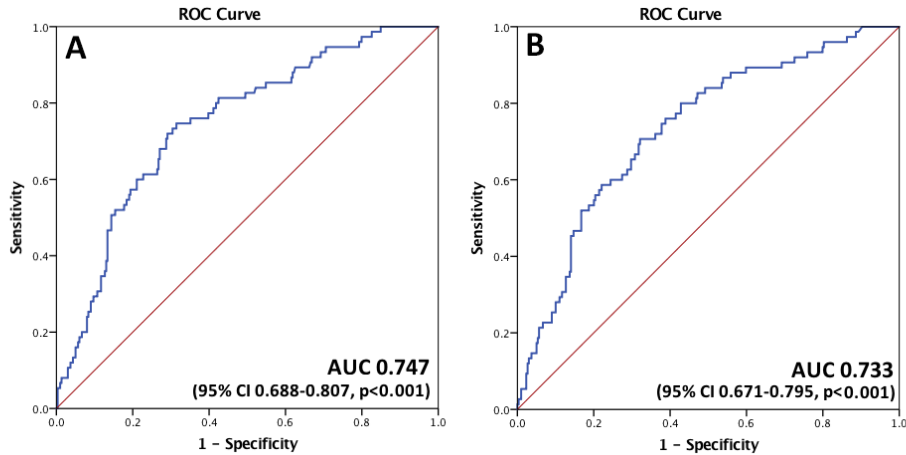 ROC Curve
A
1.0
0.8
0.6
0.4
0.2
0.0
Sensitivity
0.0 0.2 0.4 0.6 0.8 1.0
1 - Specificity
AUC 0.747
(95% CI 0.688-0.807, p<0.001)
ROC Curve
B
1.0
0.8
0.6
0.4
0.2
0.0
Sensitivity
0.0 0.2 0.4 0.6 0.8 1.0
1 - Specificity
AUC 0.733
(95% CI 0.671-0.795, p<0.001)